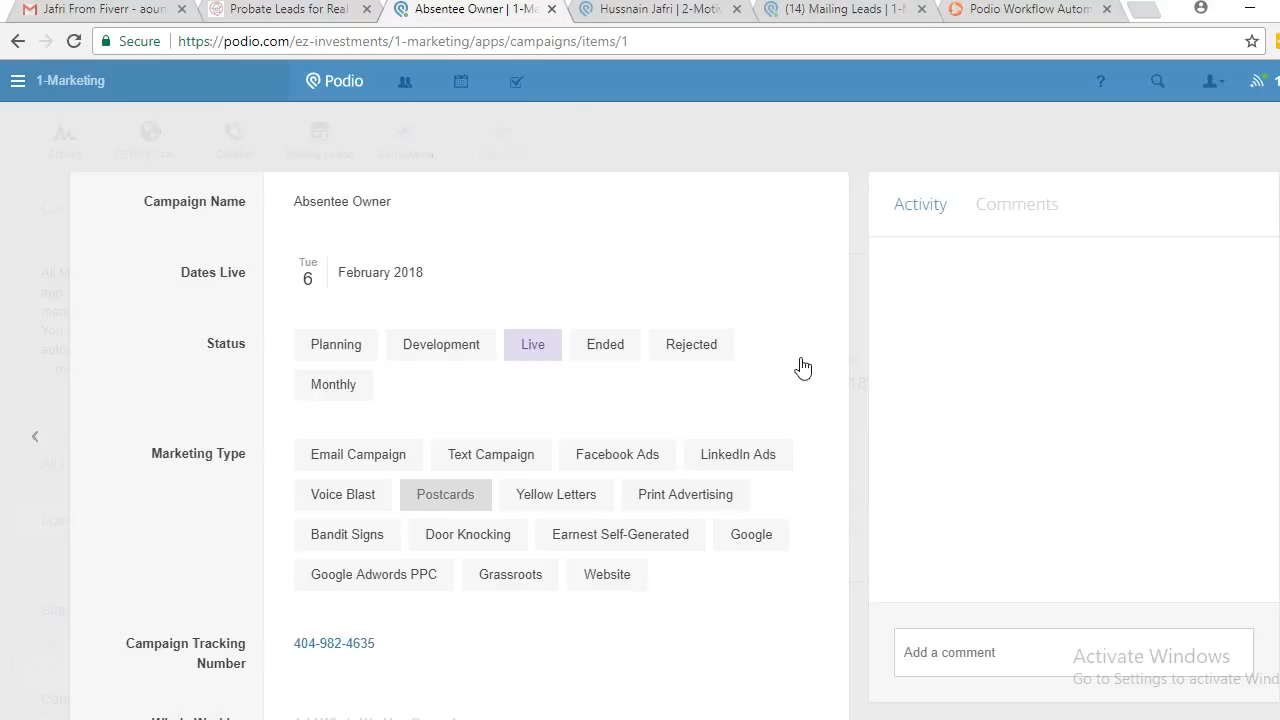 Jafri From Fiverr - aoun
Probate Leads for Real
Absentee Owner | 1-M
Hussnain Jafri | 2-Motiv
(14) Mailing Leads | 1-M
Podio Workflow Autom
Secure | https://podio.com/ez-investments/1-marketing/apps/campaigns/items/1
1-Marketing
Podio
?
Activity
Mailing Leads
Campaigns
Campaign Name
Absentee Owner
Dates Live
Tue
6
February 2018
Status
Planning
Development
Live
Ended
Rejected
Monthly
Marketing Type
Email Campaign
Text Campaign
Facebook Ads
LinkedIn Ads
Voice Blast
Postcards
Yellow Letters
Print Advertising
Bandit Signs
Door Knocking
Earnest Self-Generated
Google
Google Adwords PPC
Grassroots
Website
Campaign Tracking
Number
404-982-4635
Activity
Comments
Add a comment
Activate Windows
Go to Settings to activate Wind